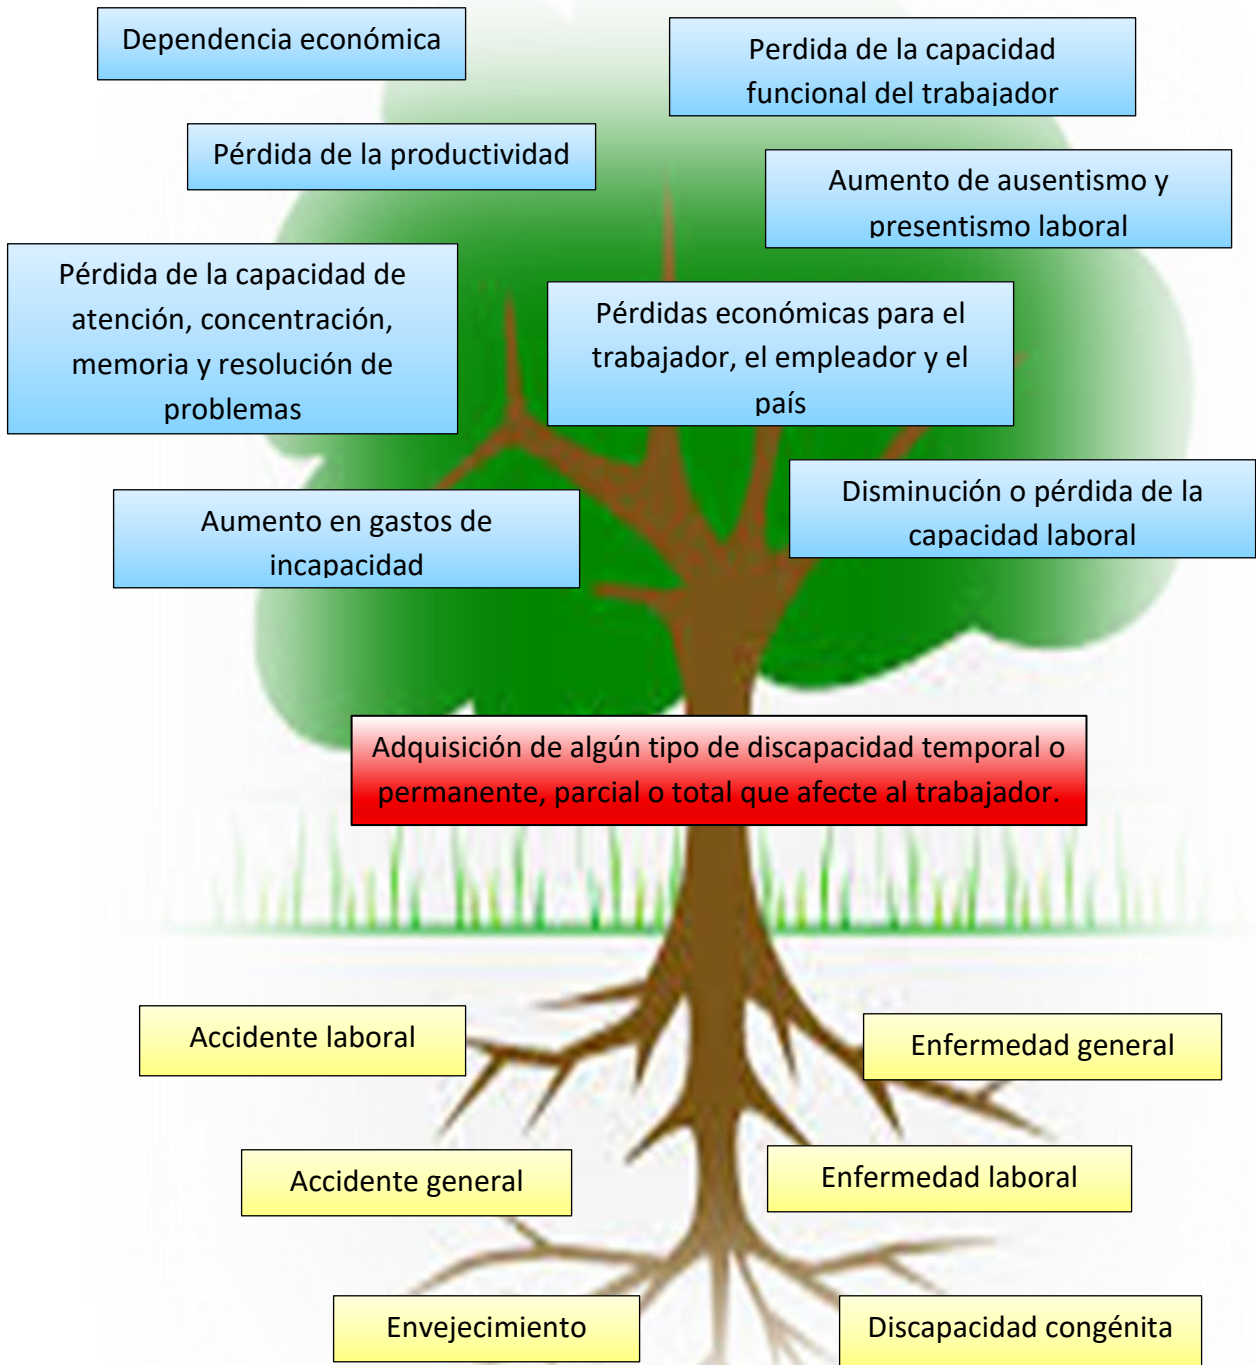 Dependencia económica
Perdida de la capacidad
funcional del trabajador
Pérdida de la productividad
Aumento de ausentismo y
presentismo laboral
Pérdida de la capacidad de
atención, concentración,
memoria y resolución de
problemas
Pérdidas económicas para el
trabajador, el empleador y el
país
Aumento en gastos de
incapacidad
Disminución o pérdida de la
capacidad laboral
Adquisición de algún tipo de discapacidad temporal o
permanente, parcial o total que afecte al trabajador.
Accidente laboral
Enfermedad general
Accidente general
Enfermedad laboral
Envejecimiento
Discapacidad congénita